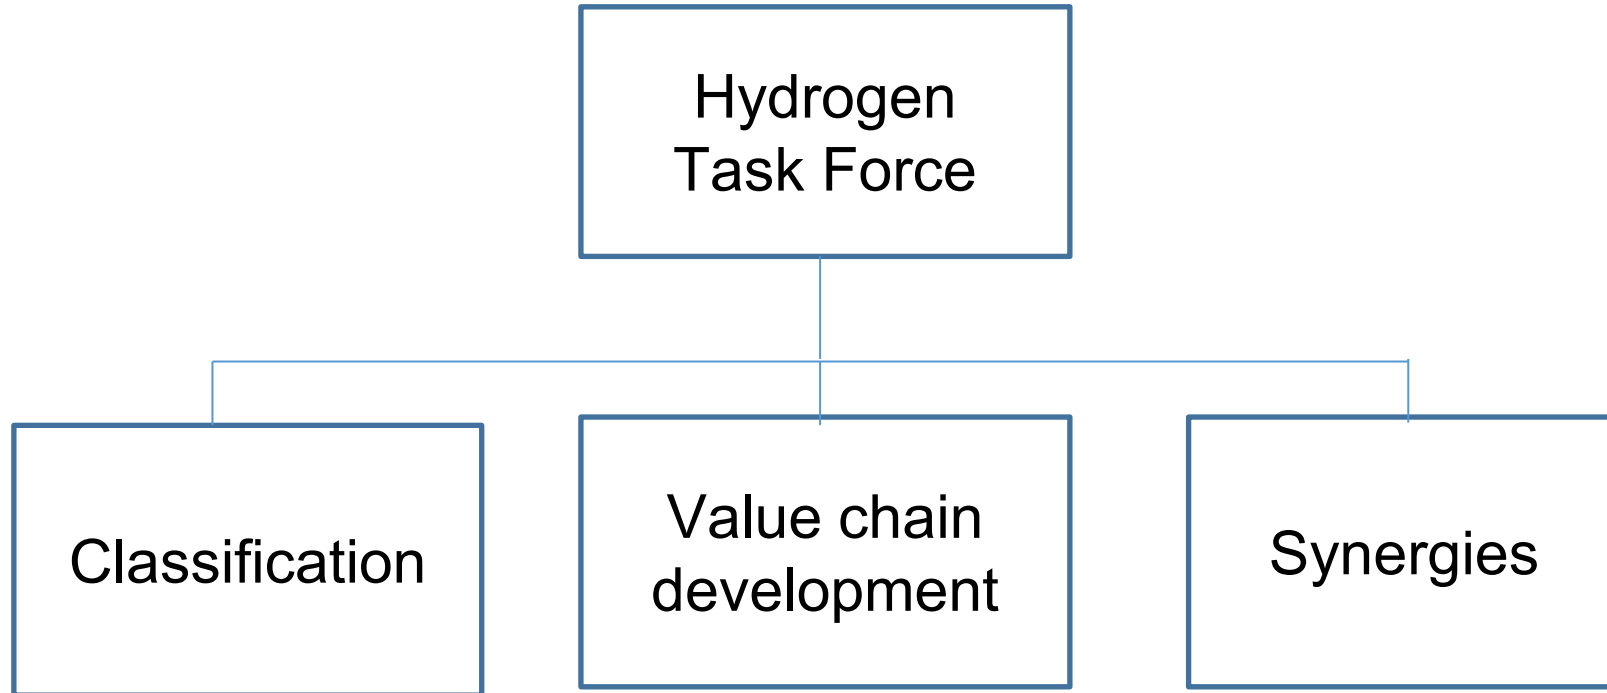 Hydrogen
Task Force
Classification
Value chain
development
Synergies